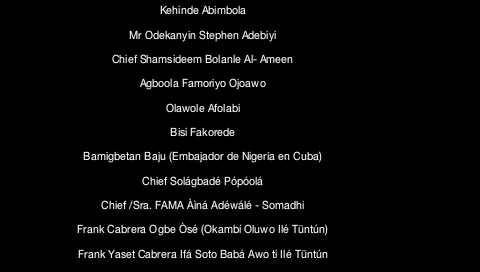 Kehinde Abimbola
Mr Odekanyin Stephen Adebiyi
Chief Shamsideem Bolanle Al- Ameen
Agboola Famoriyo Ojoawo
Olawole Afolabi
Bisi Fakorede
Bamigbetan Baju (Embajador de Nigeria en Cuba)
Chief Solágbadé Pópóolá
Chief /Sra. FAMA Àìná Adéwálé - Somadhi
Frank Cabrera Ogbe Òsé (Okambí Oluwo Ilé Tüntún)
Frank Yaset Cabrera Ifá Soto Babá Awo ti Ilé Tüntún